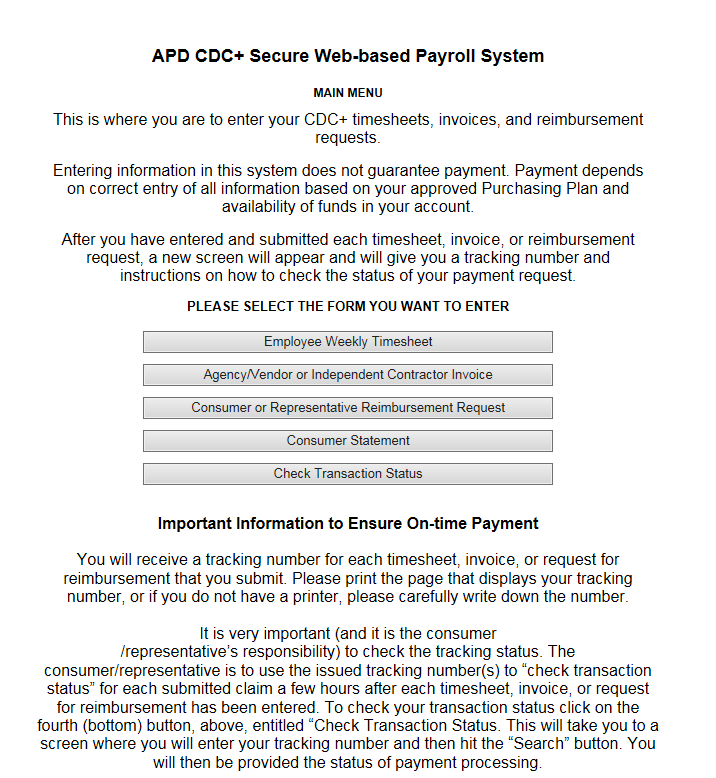 APD CDC+ Secure Web-based Payroll System
MAIN MENU
This is where you are to enter your CDC+ timesheets, invoices, and reimbursement
requests.
Entering information in this system does not guarantee payment. Payment depends
on correct entry of all information based on your approved Purchasing Plan and
availability of funds in your account.
After you have entered and submitted each timesheet, invoice, or reimbursement
request, a new screen will appear and will give you a tracking number and
instructions on how to check the status of your payment request.
PLEASE SELECT THE FORM YOU WANT TO ENTER
Employee Weekly Timesheet
Agency/Vendor or Independent Contractor Invoice
Consumer or Representative Reimbursement Request
Consumer Statement
Check Transaction Status
Important Information to Ensure On-time Payment
You will receive a tracking number for each timesheet, invoice, or request for
reimbursement that you submit. Please print the page that displays your tracking
number, or if you do not have a printer, please carefully write down the number.
It is very important (and it is the consumer
/representative's responsibility) to check the tracking status. The
consumer/representative is to use the issued tracking number(s) to “check transaction
status” for each submitted claim a few hours after each timesheet, invoice, or request
for reimbursement has been entered. To check your transaction status click on the
fourth (bottom) button, above, entitled “Check Transaction Status. This will take you to a
screen where you will enter your tracking number and then hit the “Search” button. You
will then be provided the status of payment processing.